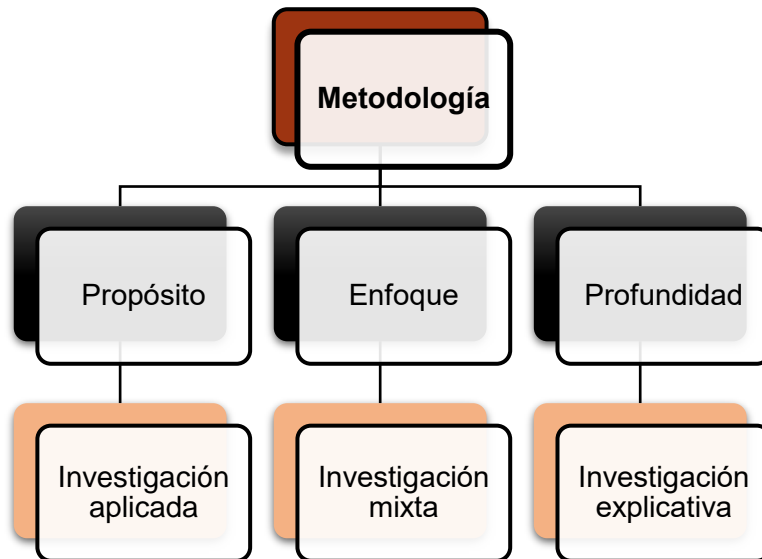 Metodología
Propósito
Enfoque
Profundidad
Investigación
aplicada
Investigación
mixta
Investigación
explicativa